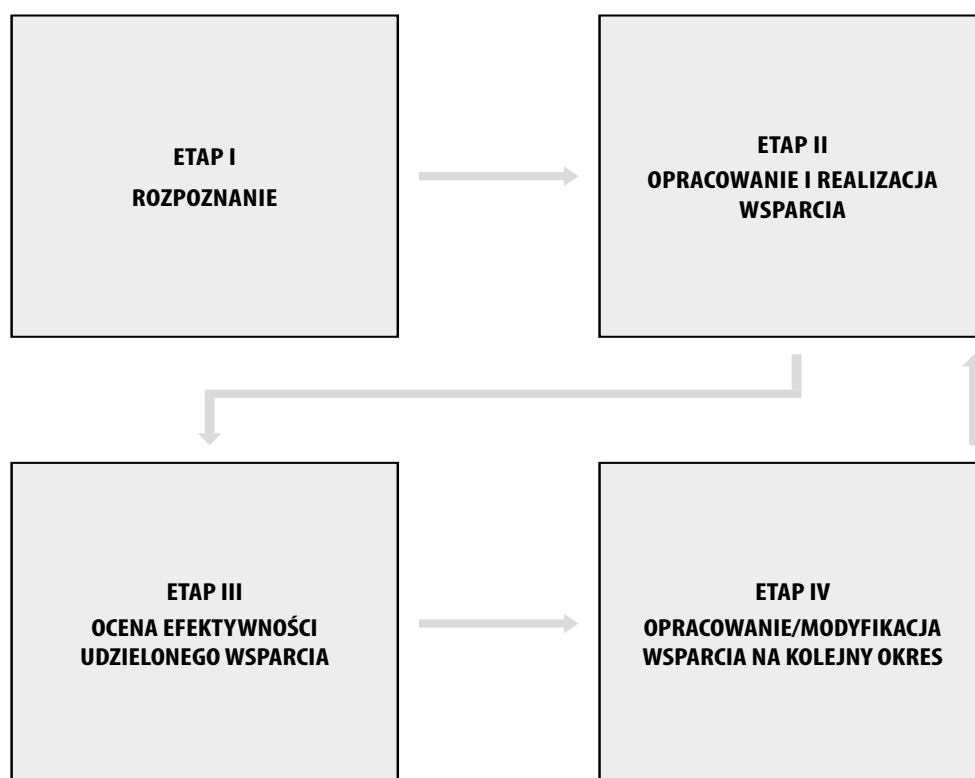 ETAP I
ROZPOZNANIE
ETAP II
OPRACOWANIE I REALIZACJA
WSPARCIA
ETAP III
OCENA EFEKTYWNOŚCI
UDZIELONEGO WSPARCIA
ETAP IV
OPRACOWANIE/MODYFIKACJA
WSPARCIA NA KOLEJNY OKRES